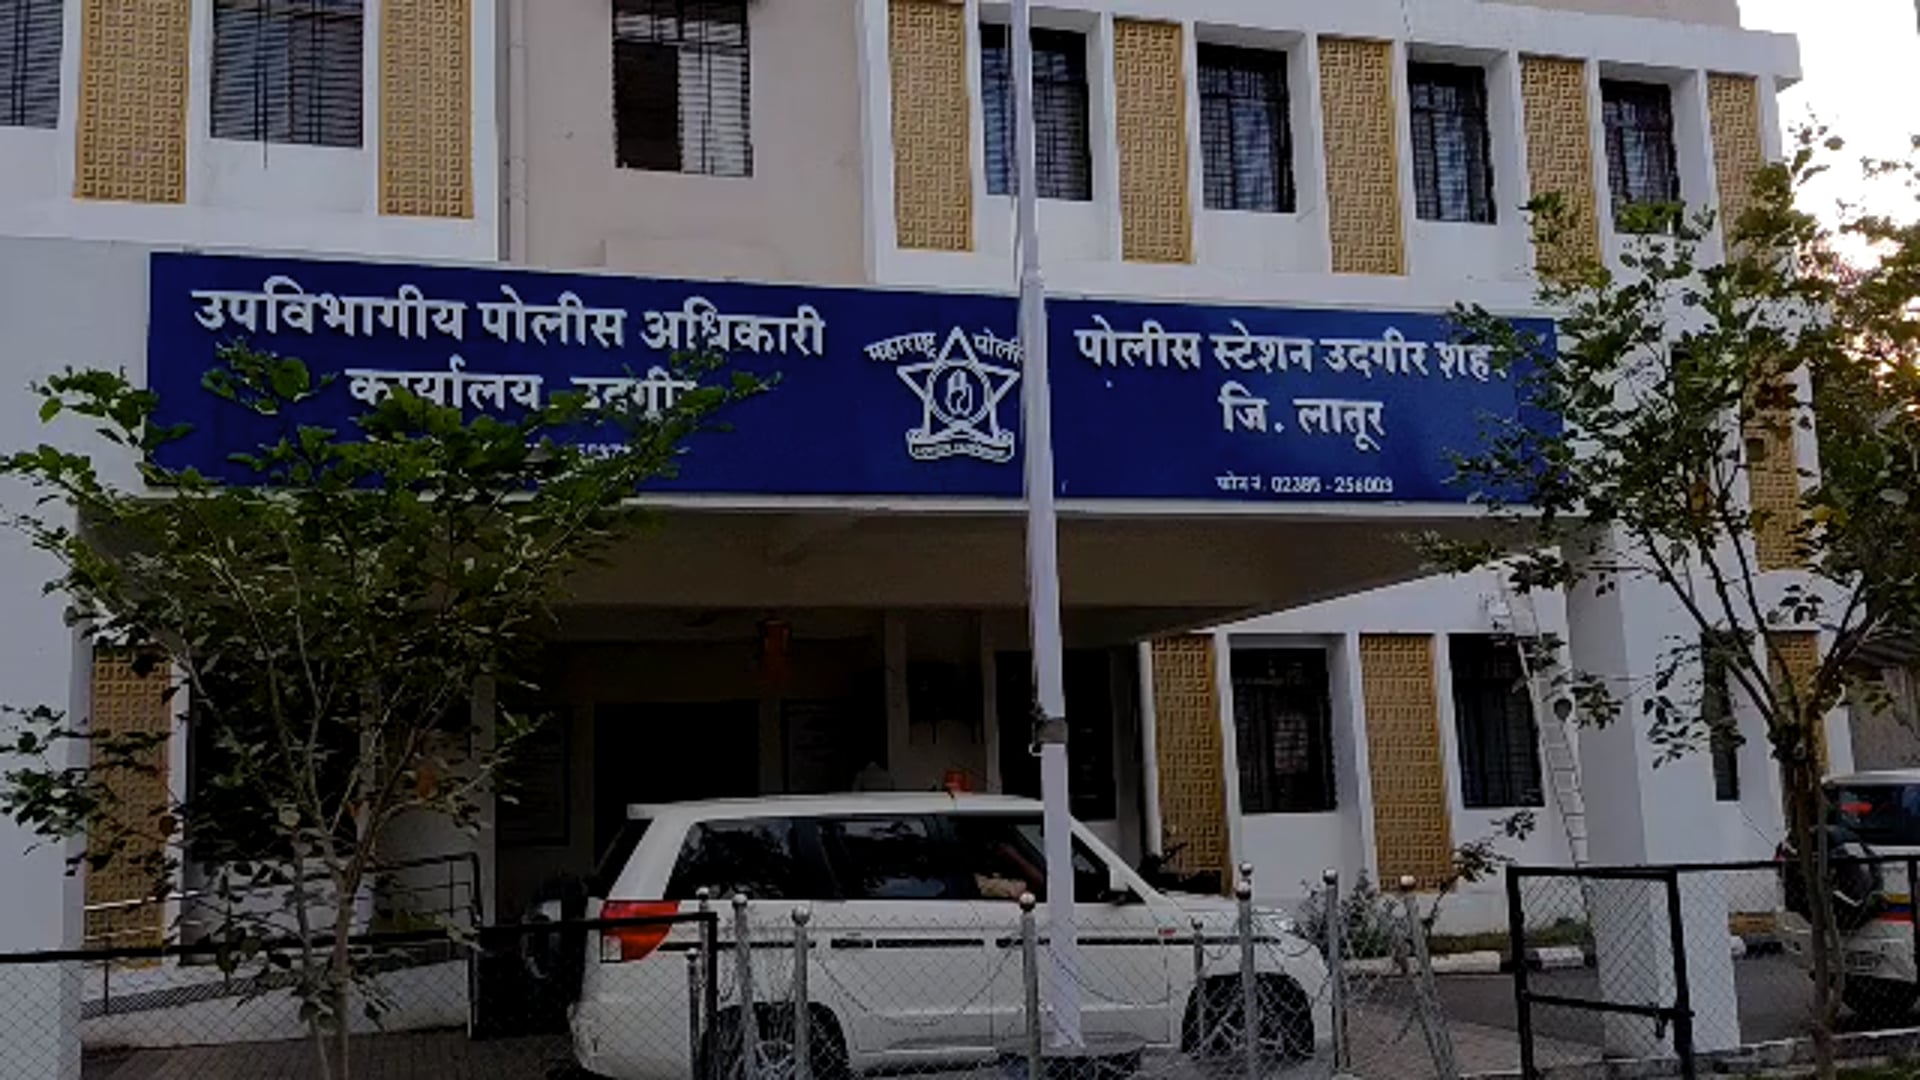 उपविभागीय पोलीस अधिकारी
कार्यालय उदगीर
महाराष्ट्र पोलीस
पोलीस स्टेशन उदगीर शहर
जि. लातूर
फोन नं. 02385 - 256003